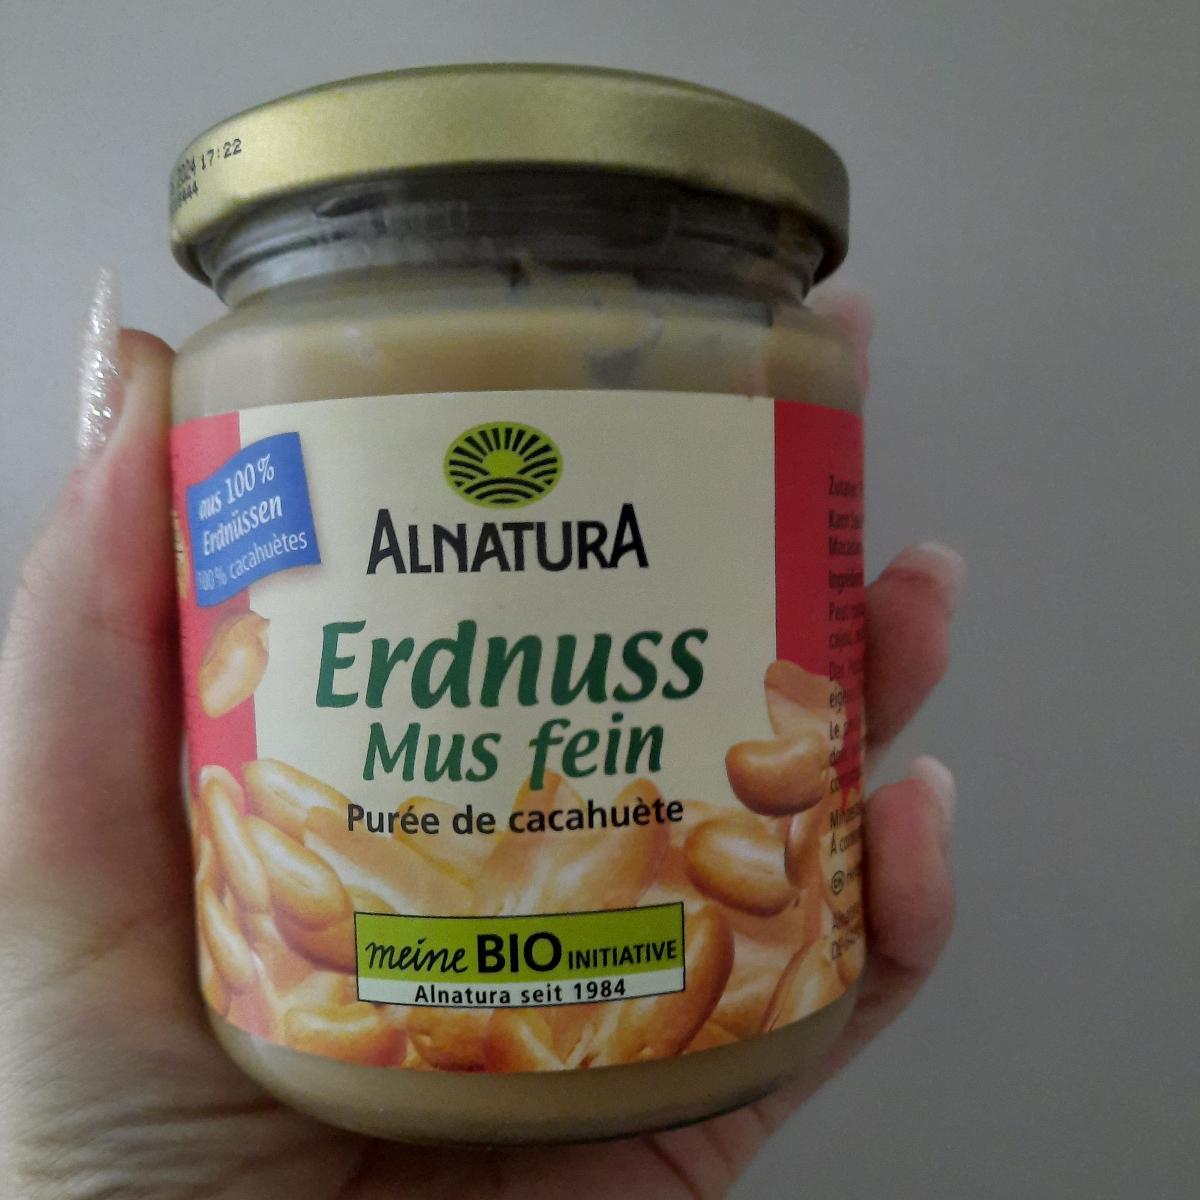 2024 17:22
aus 100%
Erdnüssen
100% cacahuètes
ALNATURA
Erdnuss
Mus fein
Purée de cacahuète
meine BIO INITIATIVE
Alnatura seit 1984